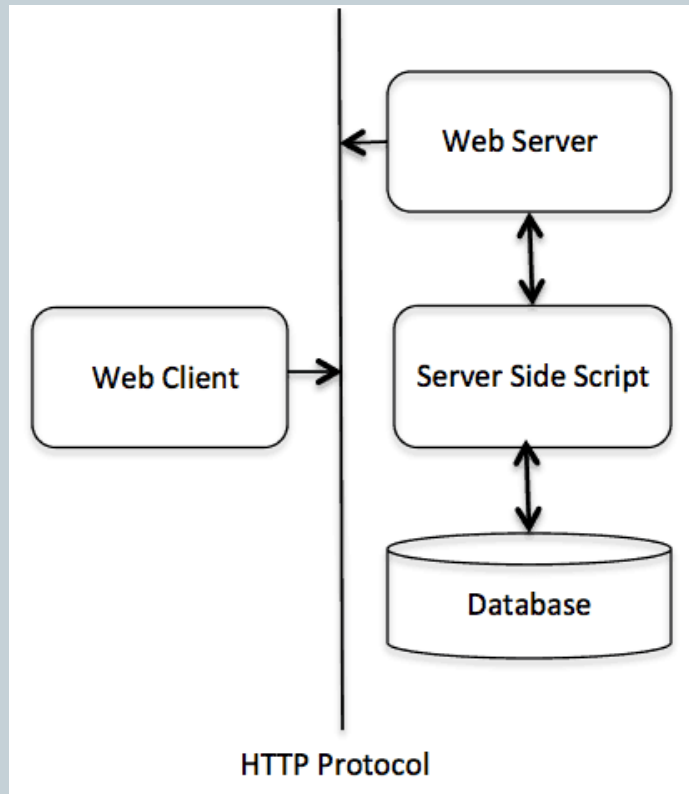 Web Server
Web Client
Server Side Script
Database
HTTP Protocol